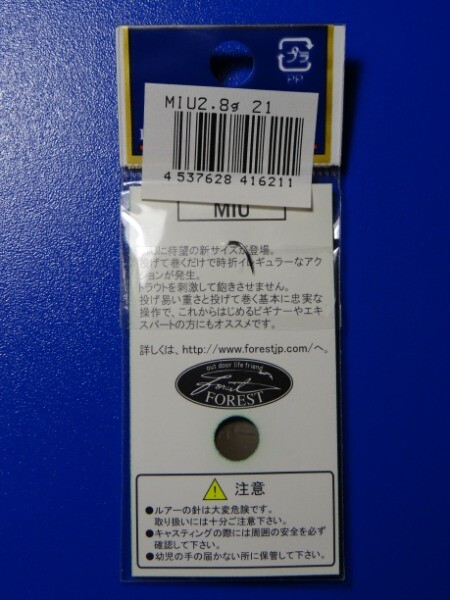 プラ
PP
MIU2.8g 21
4 537628 416211
MIU
に待望の新サイズが登場。
げて巻くだけで時折イレギュラーなアク
ションが発生。
トラウトを刺激して飽きさせません。
投げ易い重さと投げて巻く基本に忠実な
操作で、これからはじめるビギナーやエキ
スパートの方にもオススメです。
詳しくは、http://www.forestjp.com/へ。
out door life friend
Forest
FOREST
注意
●ルアーの針は大変危険です。
取り扱いには十分ご注意下さい。
●キャスティングの際には周囲の安全を必ず
確認して下さい。
●幼児の手の届かない所に保管して下さい。